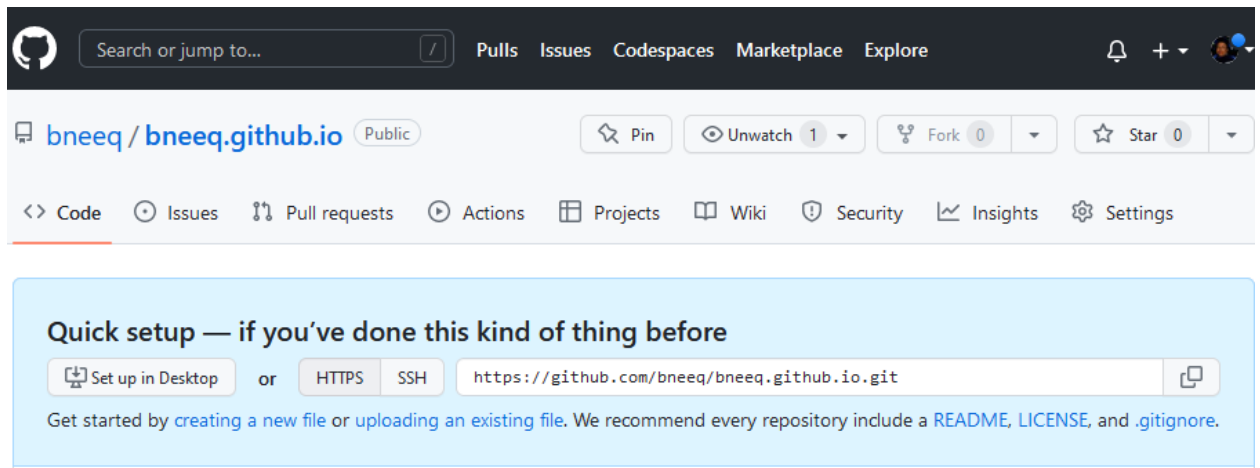 Search or jump to... / Pulls Issues Codespaces Marketplace Explore
bneeq / bneeq.github.io Public Pin Unwatch 1 Fork 0 Star 0
Code Issues Pull requests Actions Projects Wiki Security Insights Settings
Quick setup — if you’ve done this kind of thing before
Set up in Desktop or HTTPS SSH https://github.com/bneeq/bneeq.github.io.git
Get started by creating a new file or uploading an existing file. We recommend every repository include a README, LICENSE, and .gitignore.